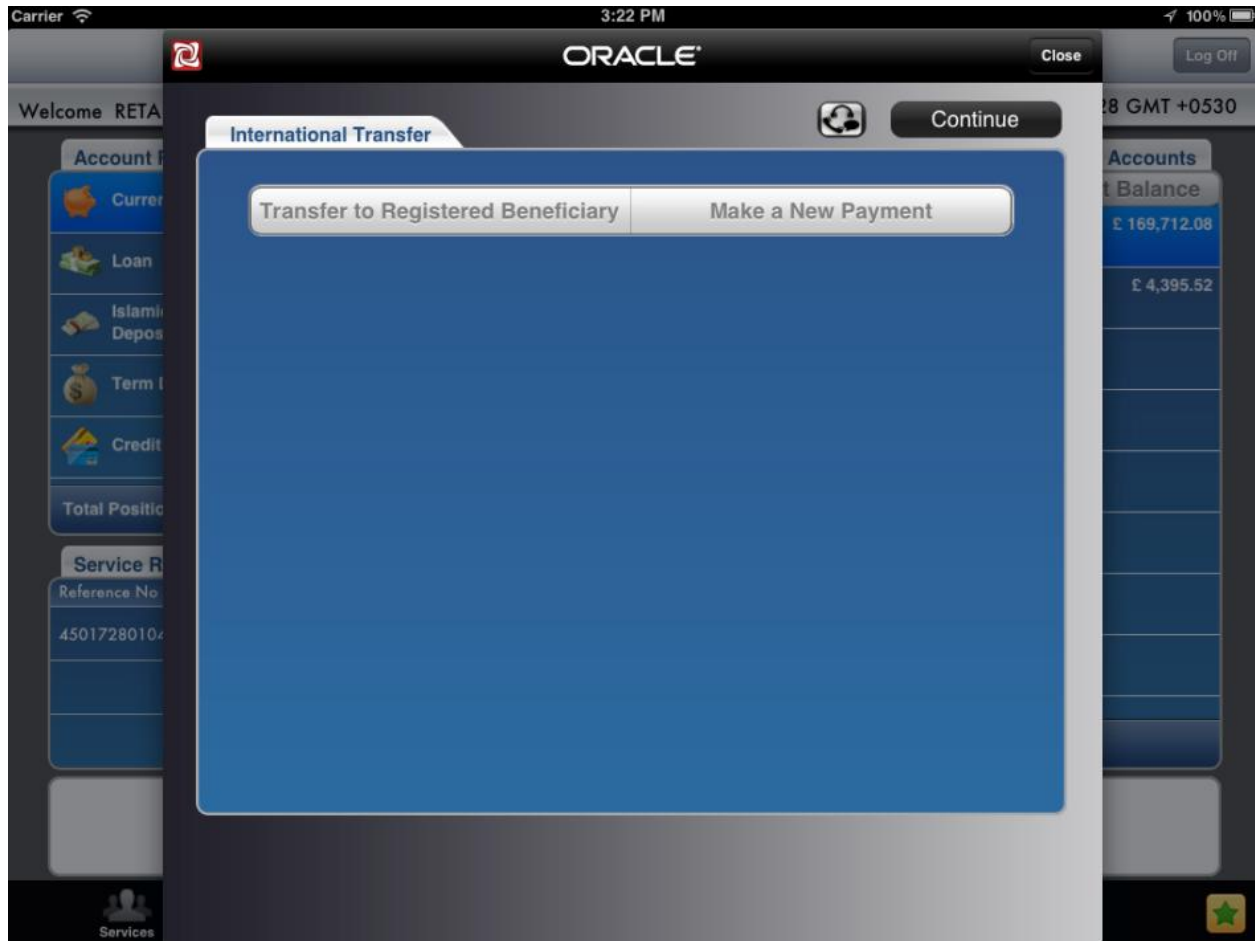 Carrier 3:22 PM 100%
ORACLE
Close
Log Off
Welcome RETA
28 GMT +0530
International Transfer
Continue
Account
Accounts
Transfer to Registered Beneficiary Make a New Payment
t Balance
Curren
£ 169,712.08
Loan
£ 4,395.52
Islami
Depos
Term
Credit
Total Positio
Service R
Reference No
4501728010
Services